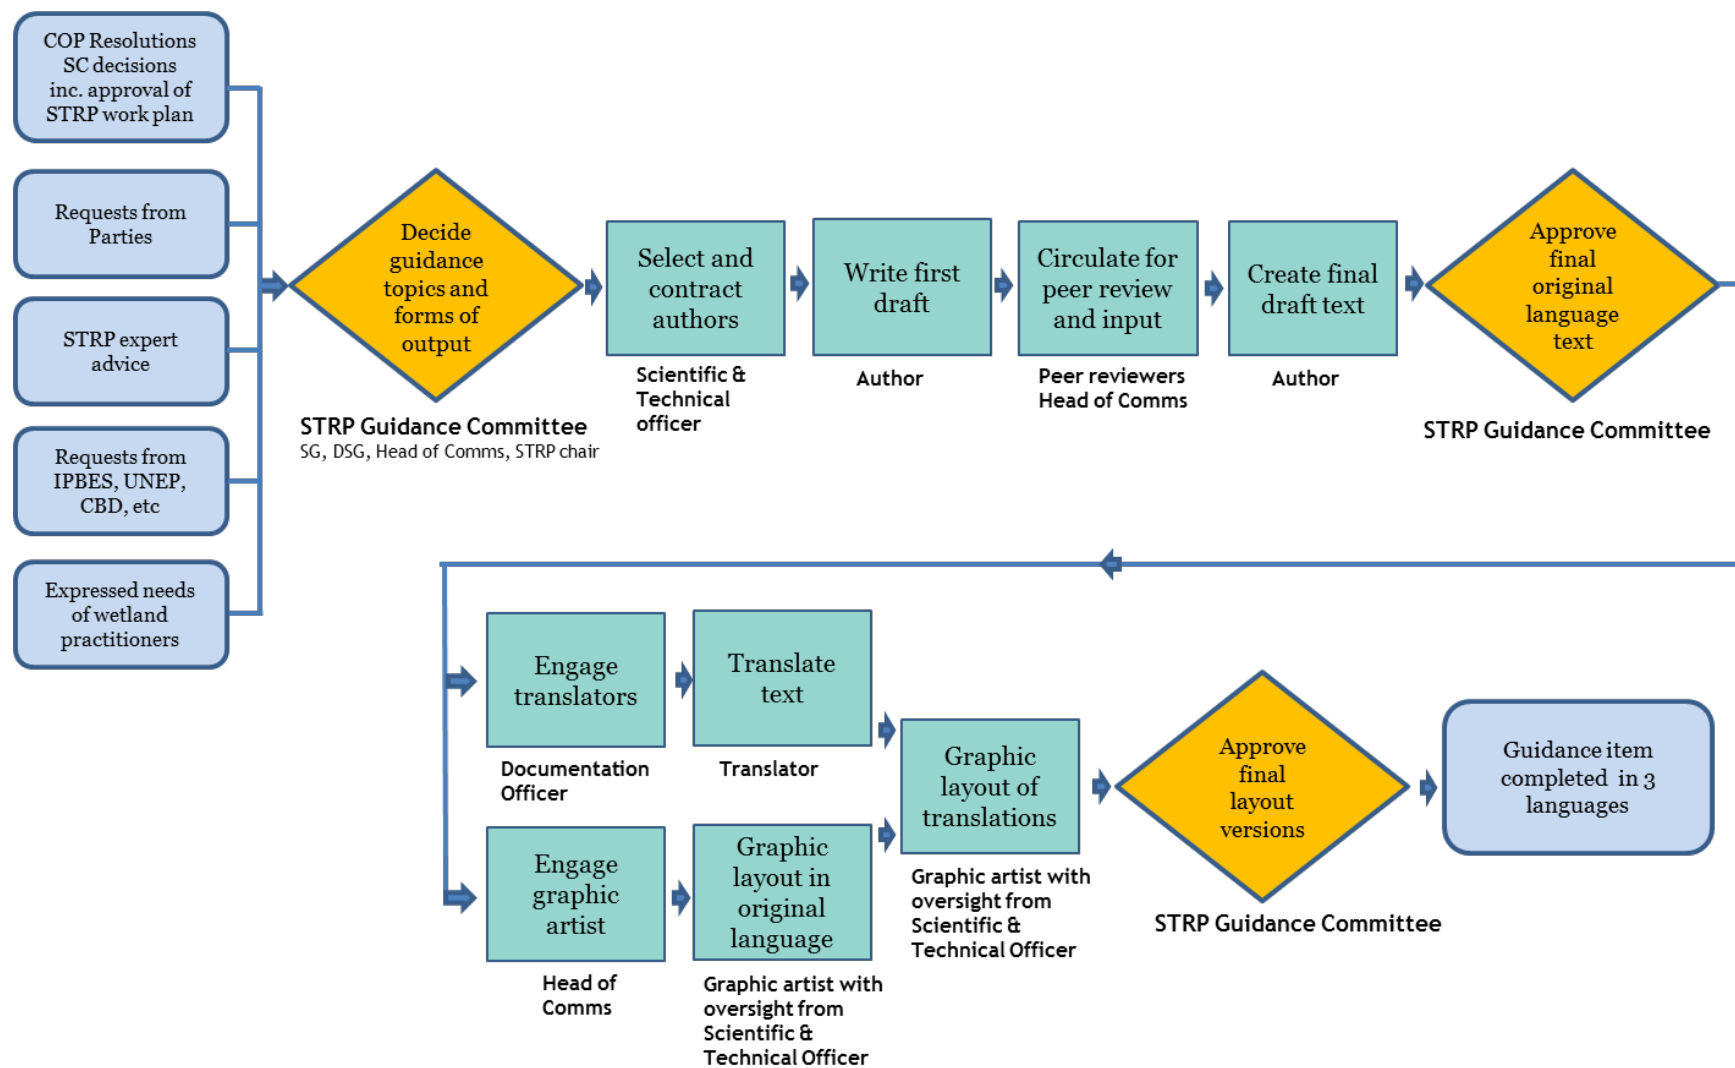 COP Resolutions
SC decisions
inc. approval of
STRP work plan
Requests from
Parties
STRP expert
advice
Requests from
IPBES, UNEP,
CBD, etc
Expressed needs
of wetland
practitioners
Decide
guidance
topics and
forms of
output
STRP Guidance Committee
SG, DSG, Head of Comms, STRP chair
Select and
contract
authors
Scientific &
Technical
officer
Write first
draft
Author
Circulate for
peer review
and input
Peer reviewers
Head of Comms
Create final
draft text
Author
Approve
final
original
language
text
STRP Guidance Committee
Engage
translators
Documentation
Officer
Translate
text
Translator
Engage
graphic
artist
Head of
Comms
Graphic
layout in
original
language
Graphic artist with
oversight from
Scientific &
Technical Officer
Graphic
layout of
translations
Graphic artist with
oversight from
Scientific &
Technical Officer
Approve
final
layout
versions
STRP Guidance Committee
Guidance item
completed in 3
languages